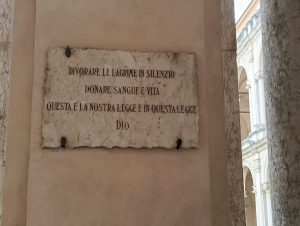 DIVORARE LE LAGRIME IN SILENZIO
DONARE SANGUE E VITA
QUESTA È LA NOSTRA LEGGE E IN QUESTA LEGGE
DIO